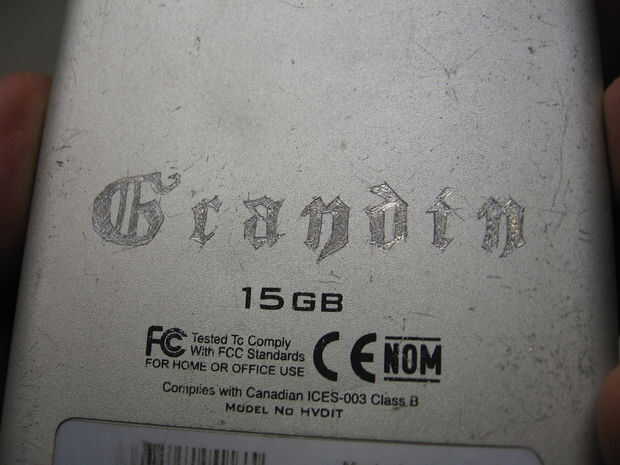 Grandin
15GB
FC Tested To Comply
With FCC Standards
FOR HOME OR OFFICE USE
CE NOM
Complies with Canadian ICES-003 Class B
MODEL NO HVDIT